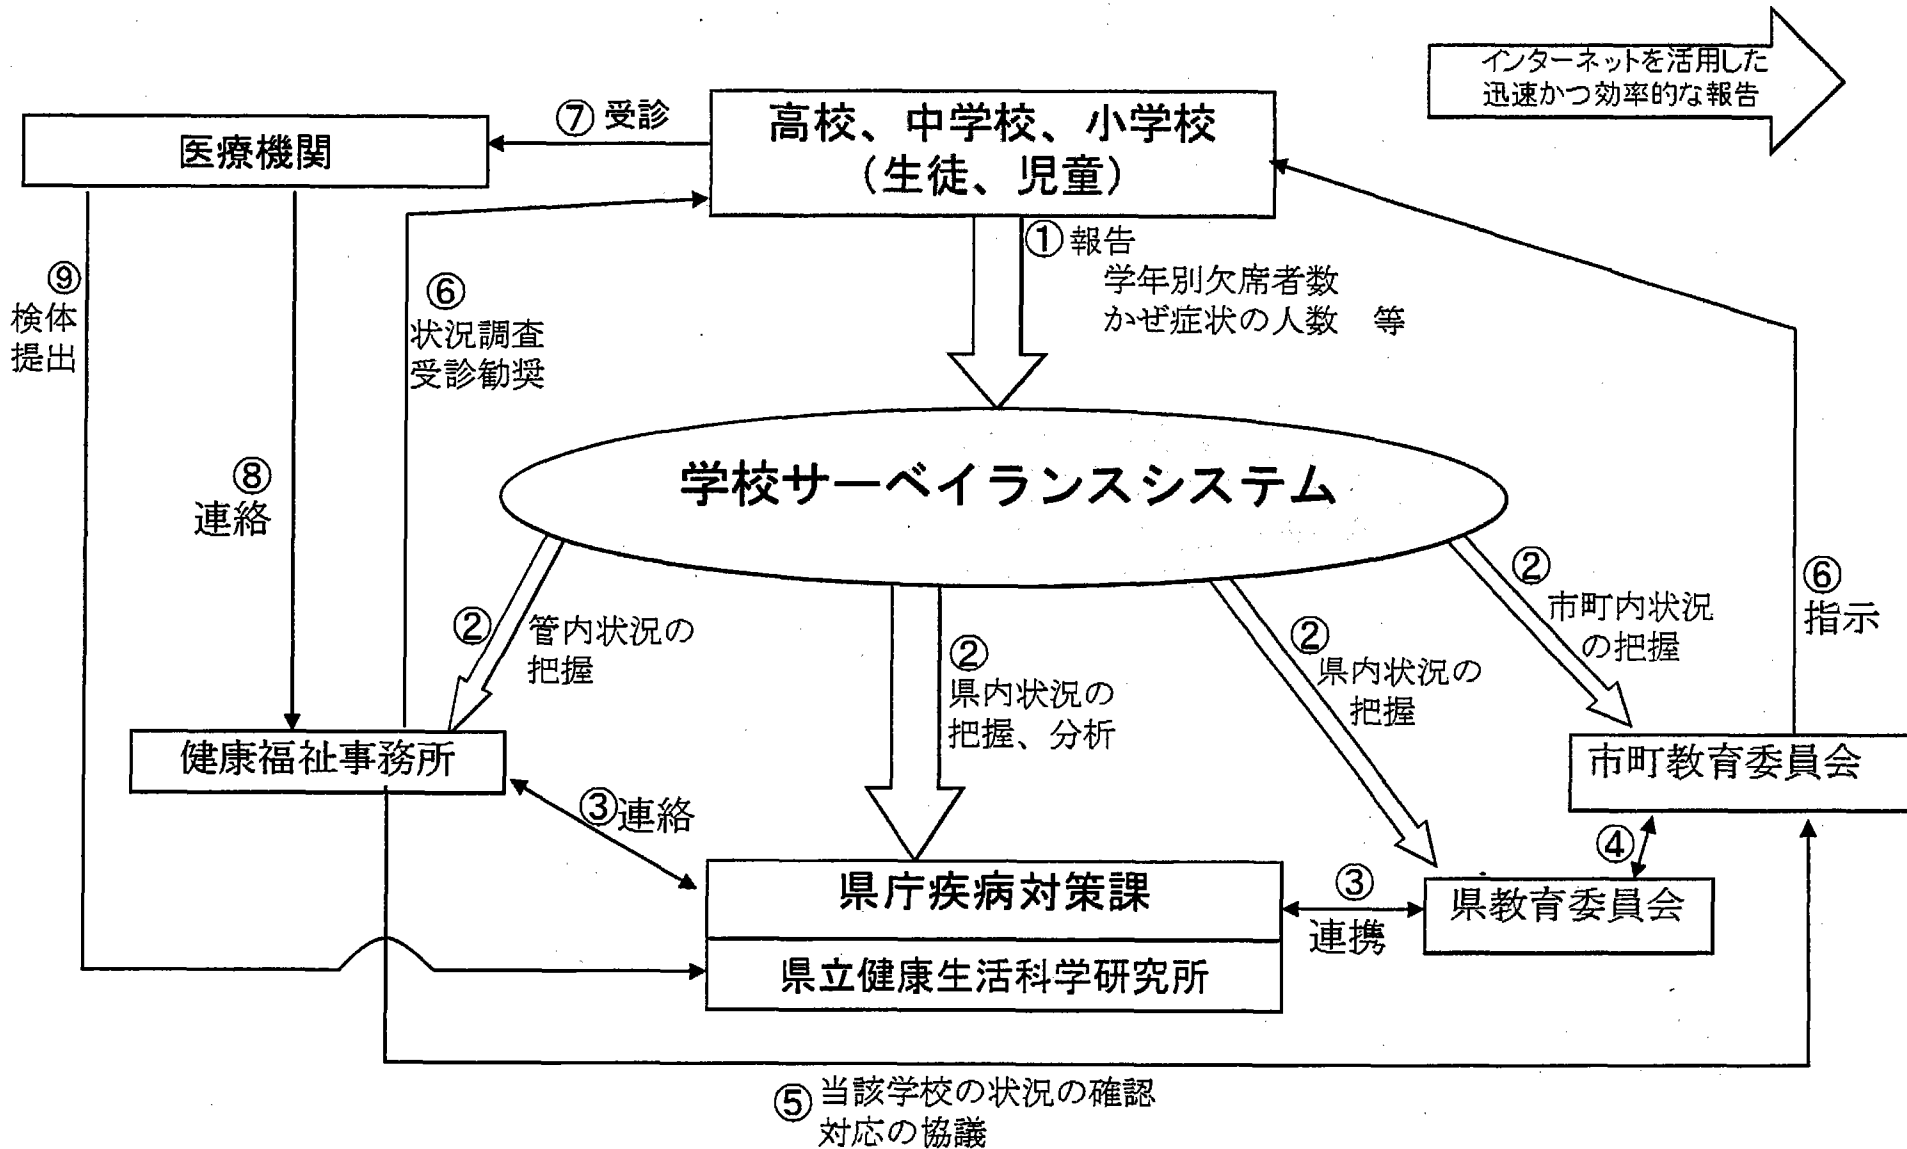 インターネットを活用した
迅速かつ効率的な報告
⑦受診
高校、中学校、小学校
(生徒、児童)
医療機関
①報告
学年別欠席者数
かぜ症状の人数 等
⑨
検体
提出
⑥
状況調査
受診勧奨
⑧
連絡
学校サーベイランスシステム
②
管内状況の
把握
②
県内状況の
把握、分析
②
県内状況の
把握
②
市町内状況
の把握
⑥
指示
健康福祉事務所
市町教育委員会
③連絡
④
県庁疾病対策課
③
連携
県教育委員会
県立健康生活科学研究所
⑤当該学校の状況の確認
対応の協議